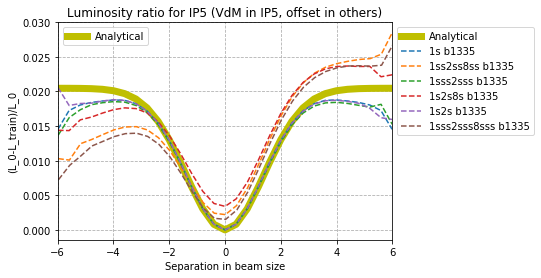 Luminosity ratio for IP5 (VdM in IP5, offset in others)
(L_0-L_train)/L_0
0.030
0.025
0.020
0.015
0.010
0.005
0.000
−6
−4
−2
0
2
4
6
Separation in beam size
Analytical
Analytical
1s b1335
1ss2ss8ss b1335
1sss2sss b1335
1s2s8s b1335
1s2s b1335
1sss2sss8sss b1335